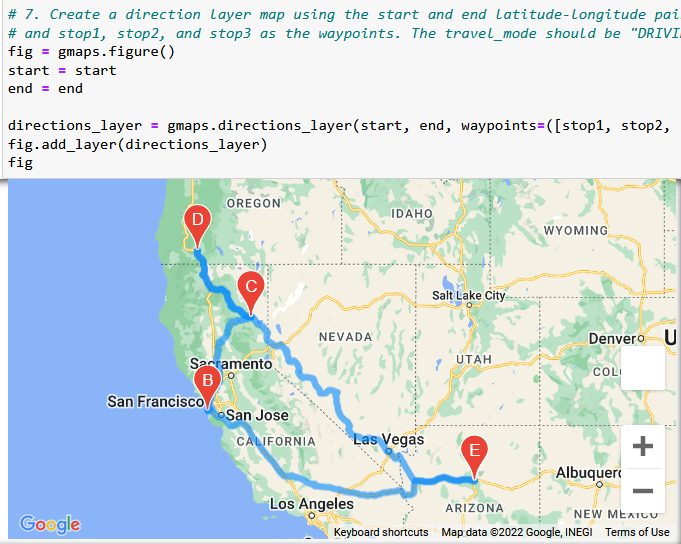 # 7. Create a direction layer map using the start and end latitude-longitude pai
# and stop1, stop2, and stop3 as the waypoints. The travel_mode should be "DRIVI
fig = gmaps.figure()
start = start
end = end
directions_layer = gmaps.directions_layer(start, end, waypoints=([stop1, stop2,
fig.add_layer(directions_layer)
fig
OREGON
IDAHO
D
WYOMING
C
Salt Lake City
NEVADA
Denver
U
UTAH
Sacramento
COL
B
San Francisco
San Jose
CALIFORNIA
Las Vegas
E
+
Albuquerq
−
Los Angeles
ARIZONA
NEW MEXICO
Google
Keyboard shortcuts
Map data ©2022 Google, INEGI
Terms of Use